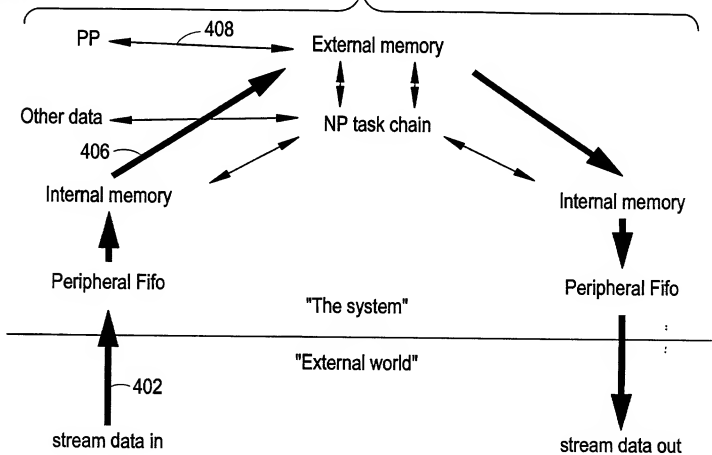 PP
408
External memory
Other data
NP task chain
406
Internal memory
Internal memory
Peripheral Fifo
Peripheral Fifo
"The system"
"External world"
402
stream data in
stream data out